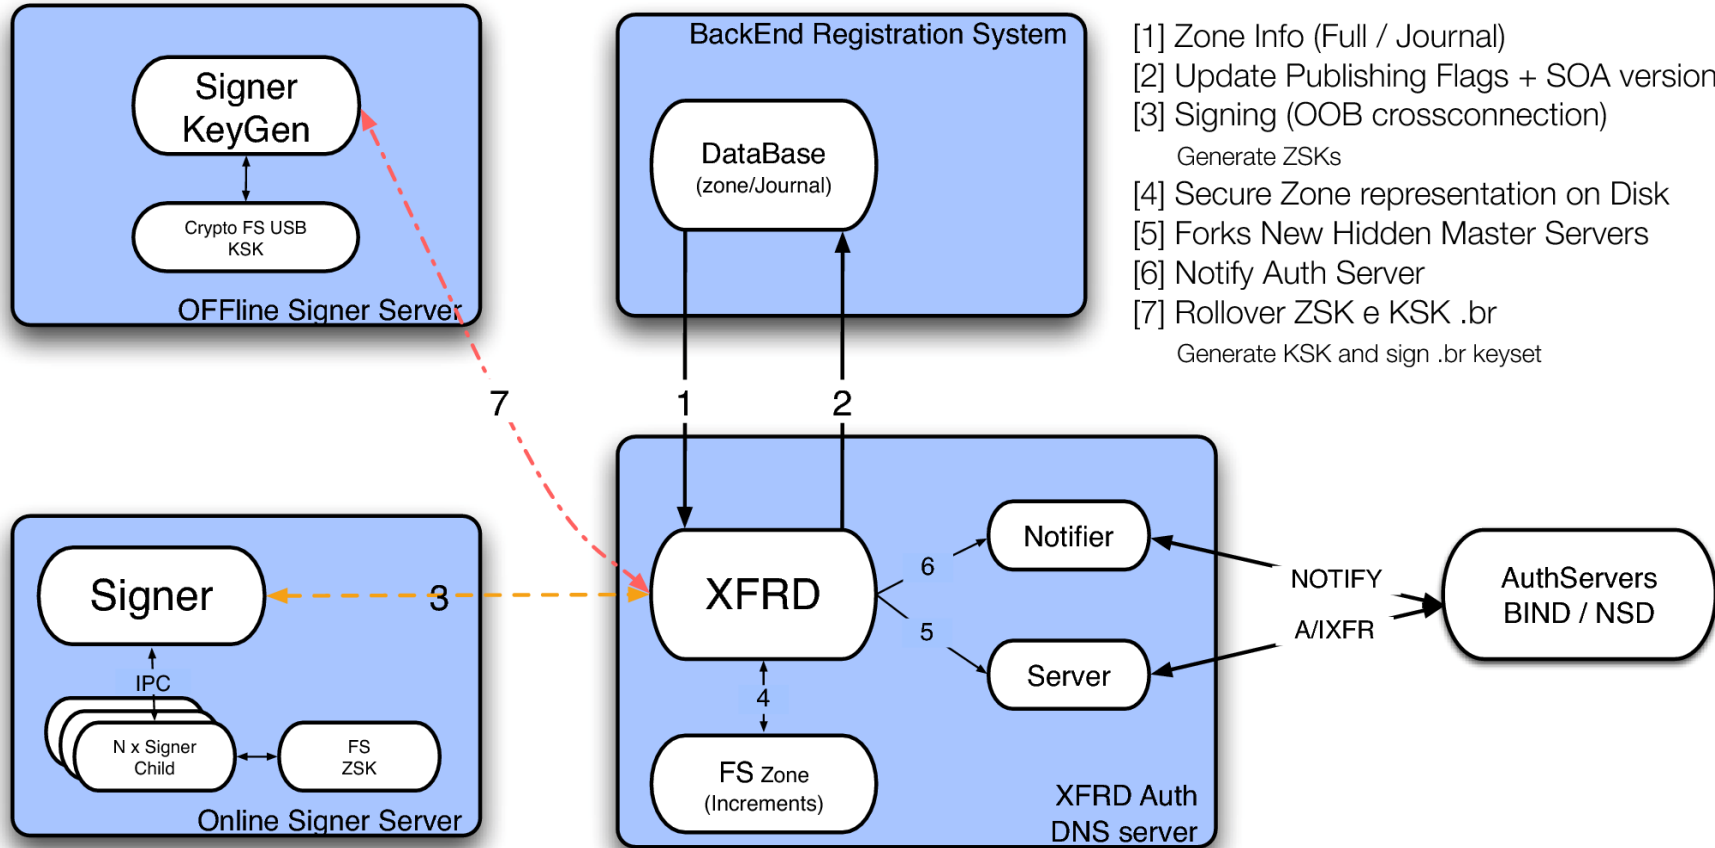 Signer
KeyGen
Crypto FS USB
KSK
OFFline Signer Server
BackEnd Registration System
DataBase
(zone/Journal)
[1] Zone Info (Full / Journal)
[2] Update Publishing Flags + SOA version
[3] Signing (OOB crossconnection)
Generate ZSKs
[4] Secure Zone representation on Disk
[5] Forks New Hidden Master Servers
[6] Notify Auth Server
[7] Rollover ZSK e KSK .br
Generate KSK and sign .br keyset
7
1
2
Signer
3
IPC
N x Signer
Child
FS
ZSK
Online Signer Server
XFRD
6
5
4
Notifier
Server
FS Zone
(Increments)
XFRD Auth
DNS server
NOTIFY
A/IXFR
AuthServers
BIND / NSD